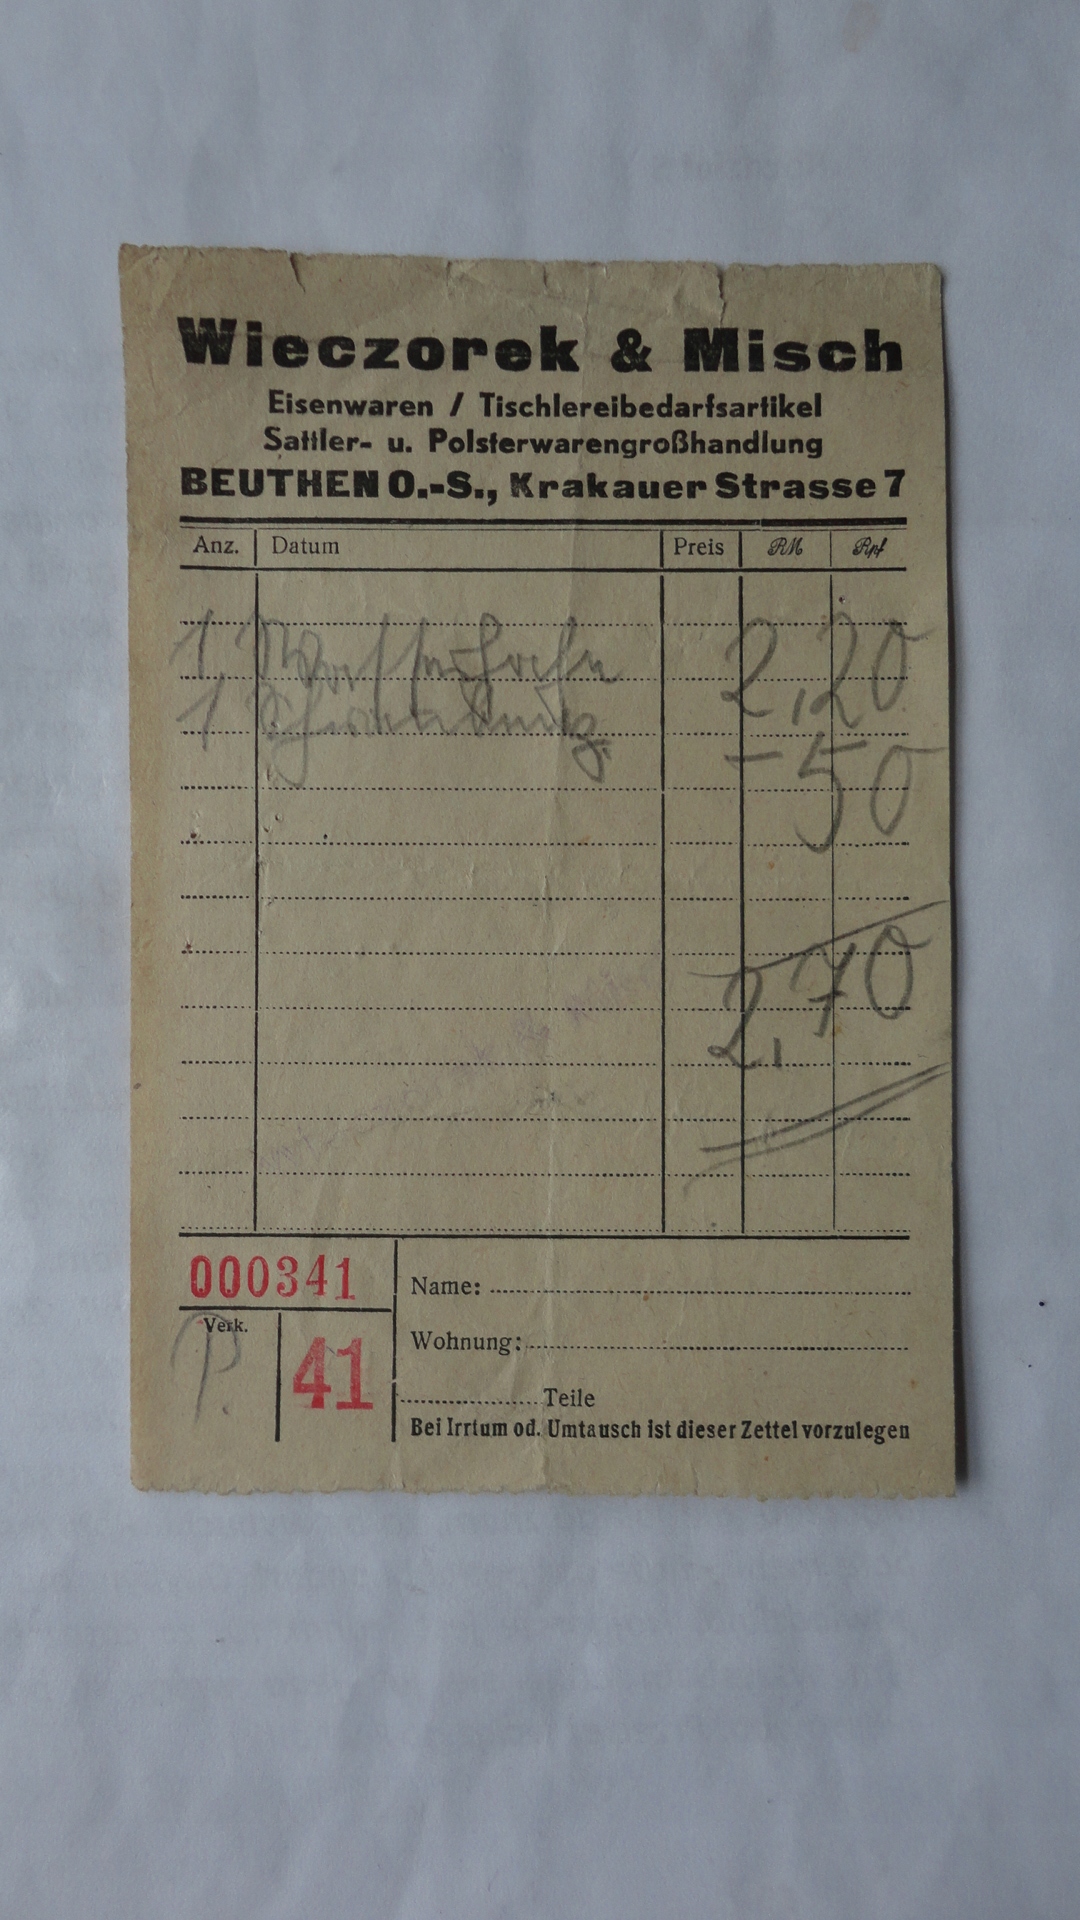 Wieczorek & Misch
Eisenwaren / Tischlereibedarfsartikel
Sattler- u. Polsterwarengroßhandlung
BEUTHEN O.-S., Krakauer Strasse 7
Anz. Datum Preis RM Rpf
1 2,20
1 -50
2,70
000341
Name:
Verk.
41
Wohnung:
Teile
Bei Irrtum od. Umtausch ist dieser Zettel vorzulegen